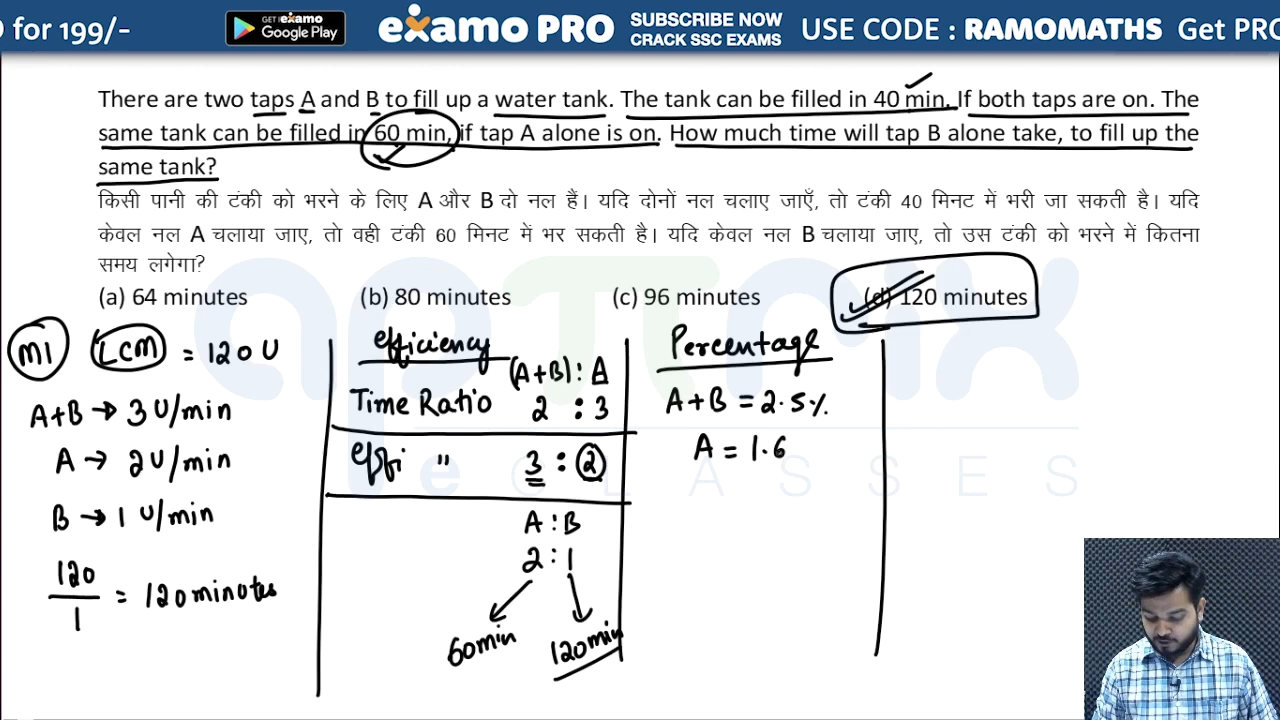 for 199/-
GET IT examo
Google Play
examo PRO
SUBSCRIBE NOW
CRACK SSC EXAMS
USE CODE : RAMOMATHS Get PRO
There are two taps A and B to fill up a water tank. The tank can be filled in 40 min. If both taps are on. The
same tank can be filled in 60 min, if tap A alone is on. How much time will tap B alone take, to fill up the
same tank?
किसी पानी की टंकी को भरने के लिए A और B दो नल हैं। यदि दोनों नल चलाए जाएँ, तो टंकी 40 मिनट में भरी जा सकती है। यदि
केवल नल A चलाया जाए, तो वही टंकी 60 मिनट में भर सकती है। यदि केवल नल B चलाया जाए, तो उस टंकी को भरने में कितना
समय लगेगा?
(a) 64 minutes (b) 80 minutes (c) 96 minutes (d) 120 minutes
M1 LCM = 120 U
A+B → 3 U/min
A → 2U/min
B → 1 U/min
120
1
= 120 minutes
efficiency
(A+B) : A
Time Ratio 2 : 3
effi " 3 : 2
A : B
2 : 1
60min 120min
Percentage
A+B = 2.5%
A = 1.6
e CLASSES